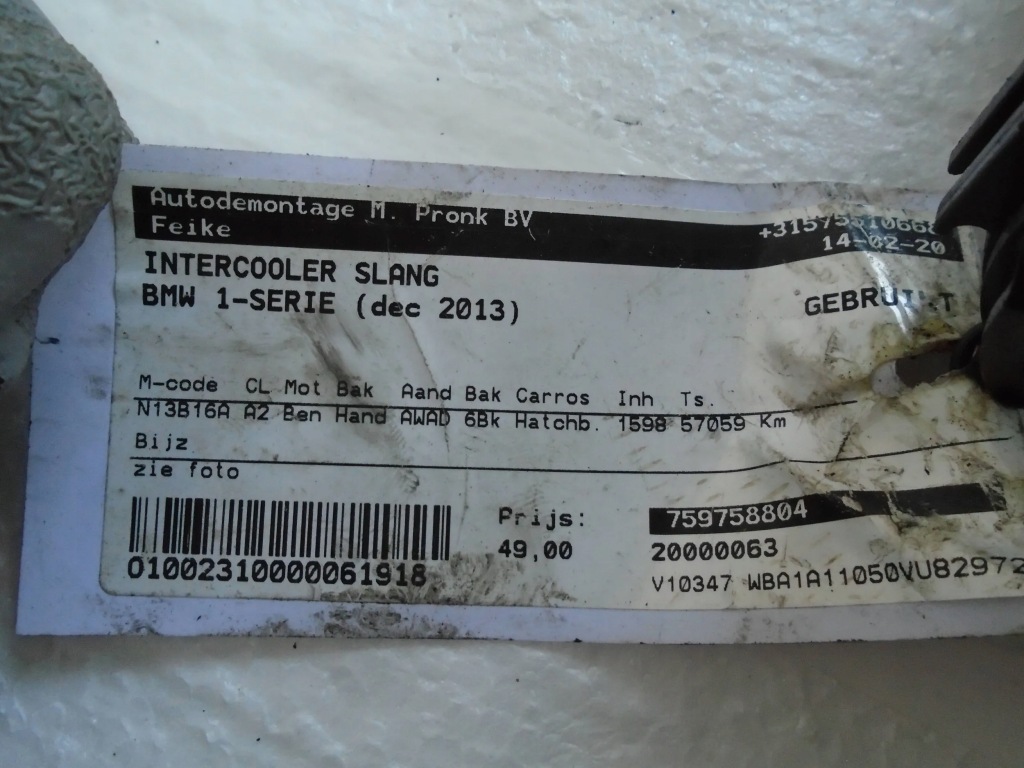 Autodemontage M. Pronk BV
Feike 14-02-20
INTERCOOLER SLANG
BMW 1-SERIE (dec 2013)
M-code CL Mot Bak Aand Bak Carros Inh Ts.
N13B16A A2 Ben Hand AWAD 6Bk Hatchb. 1598 57059 Km
Bijz
zie foto
Prijs: 759758804
49,00 20000063
0100231000061918
V10347 WBA1A11050VU82972